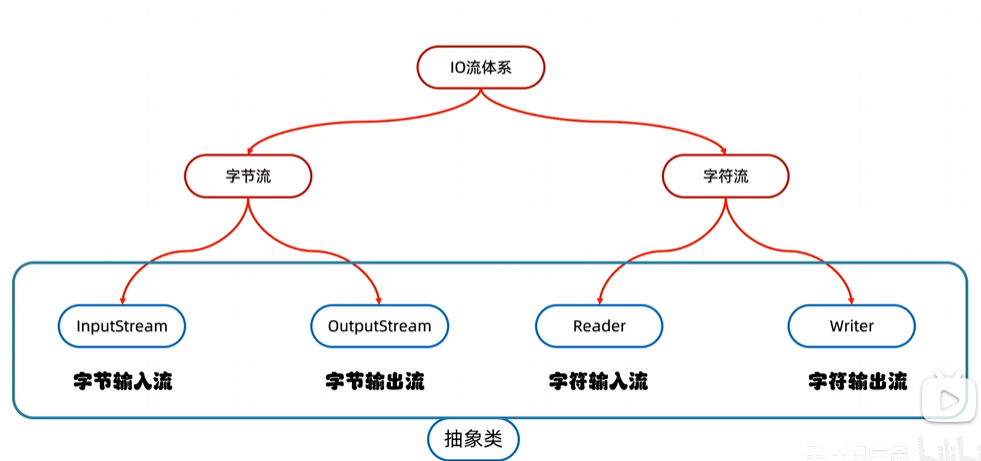 IO流体系
字节流
字符流
InputStream
OutputStream
Reader
Writer
字节输入流
字节输出流
字符输入流
字符输出流
抽象类